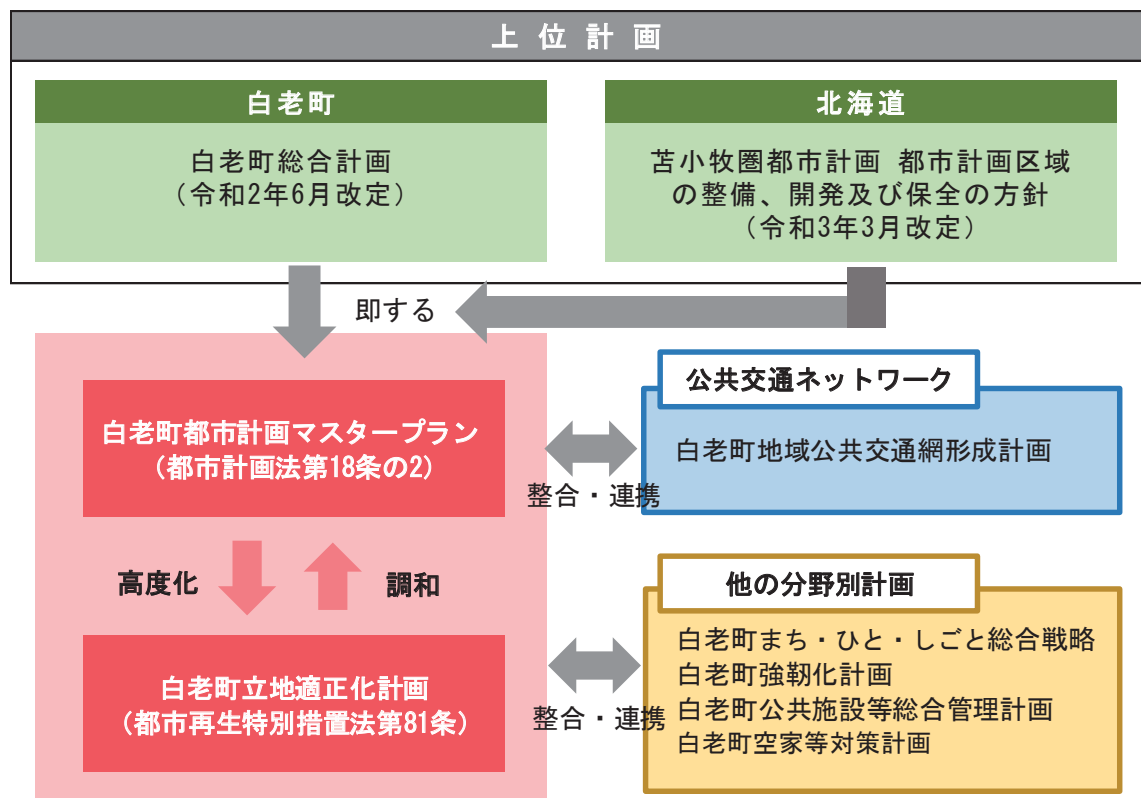 上位計画
白老町
白老町総合計画
（令和2年6月改定）
北海道
苫小牧圏都市計画 都市計画区域
の整備、開発及び保全の方針
（令和3年3月改定）
即する
白老町都市計画マスタープラン
（都市計画法第18条の2）
整合・連携
公共交通ネットワーク
白老町地域公共交通網形成計画
高度化
調和
白老町立地適正化計画
（都市再生特別措置法第81条）
整合・連携
他の分野別計画
白老町まち・ひと・しごと総合戦略
白老町強靭化計画
白老町公共施設等総合管理計画
白老町空家等対策計画